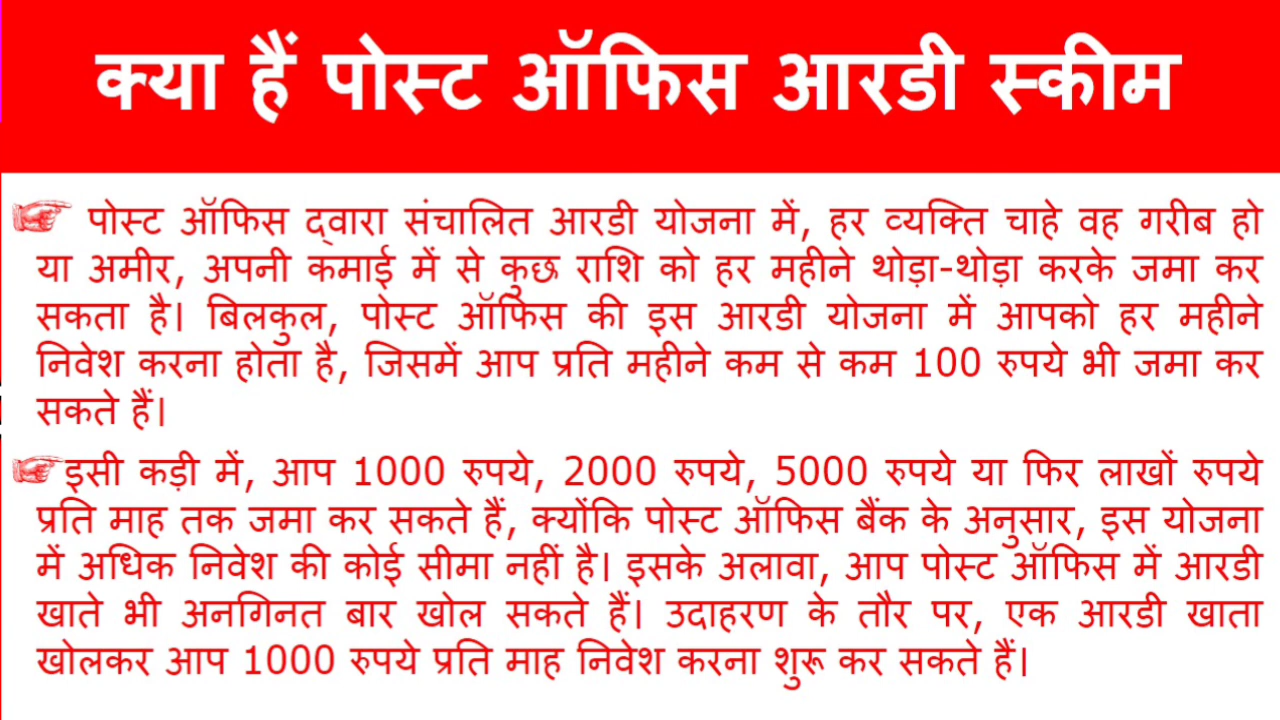 क्या हैं पोस्ट ऑफिस आरडी स्कीम
पोस्ट ऑफिस द्वारा संचालित आरडी योजना में, हर व्यक्ति चाहे वह गरीब हो
या अमीर, अपनी कमाई में से कुछ राशि को हर महीने थोड़ा-थोड़ा करके जमा कर
सकता है। बिलकुल, पोस्ट ऑफिस की इस आरडी योजना में आपको हर महीने
निवेश करना होता है, जिसमें आप प्रति महीने कम से कम 100 रुपये भी जमा कर
सकते हैं।
इसी कड़ी में, आप 1000 रुपये, 2000 रुपये, 5000 रुपये या फिर लाखों रुपये
प्रति माह तक जमा कर सकते हैं, क्योंकि पोस्ट ऑफिस बैंक के अनुसार, इस योजना
में अधिक निवेश की कोई सीमा नहीं है। इसके अलावा, आप पोस्ट ऑफिस में आरडी
खाते भी अनगिनत बार खोल सकते हैं। उदाहरण के तौर पर, एक आरडी खाता
खोलकर आप 1000 रुपये प्रति माह निवेश करना शुरू कर सकते हैं।